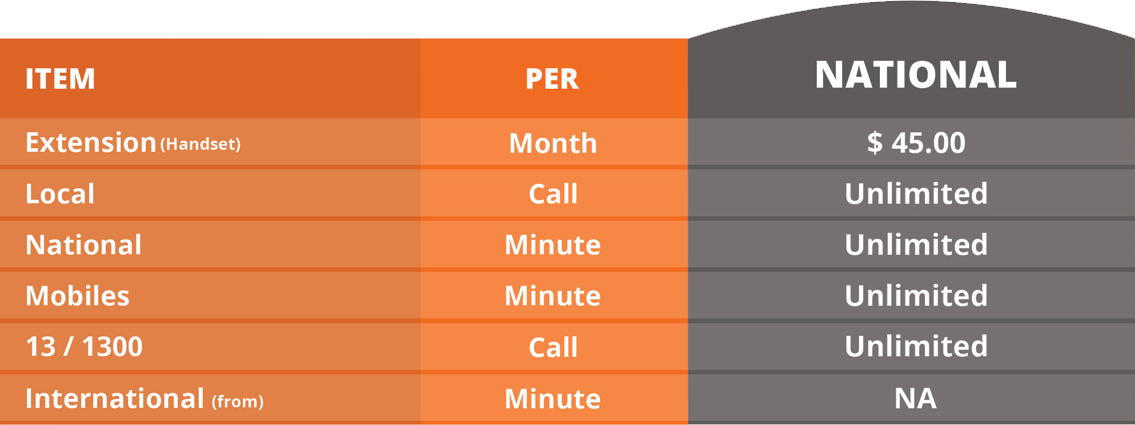 ITEM PER NATIONAL
Extension (Handset) Month $ 45.00
Local Call Unlimited
National Minute Unlimited
Mobiles Minute Unlimited
13 / 1300 Call Unlimited
International (from) Minute NA